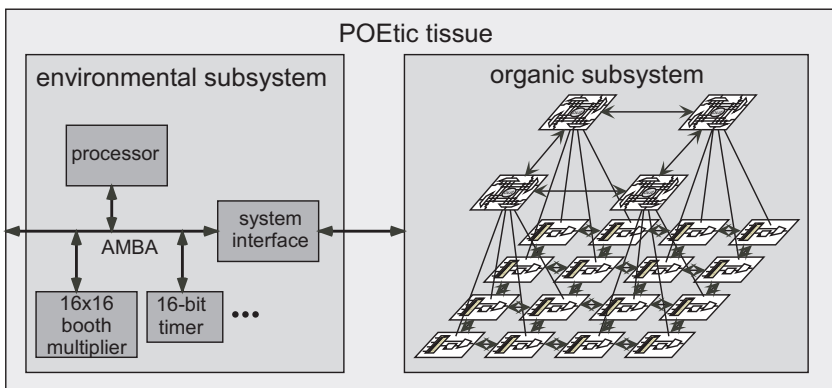 POEtic tissue
environmental subsystem
processor
AMBA
system
interface
16x16
booth
multiplier
16-bit
timer
•••
organic subsystem